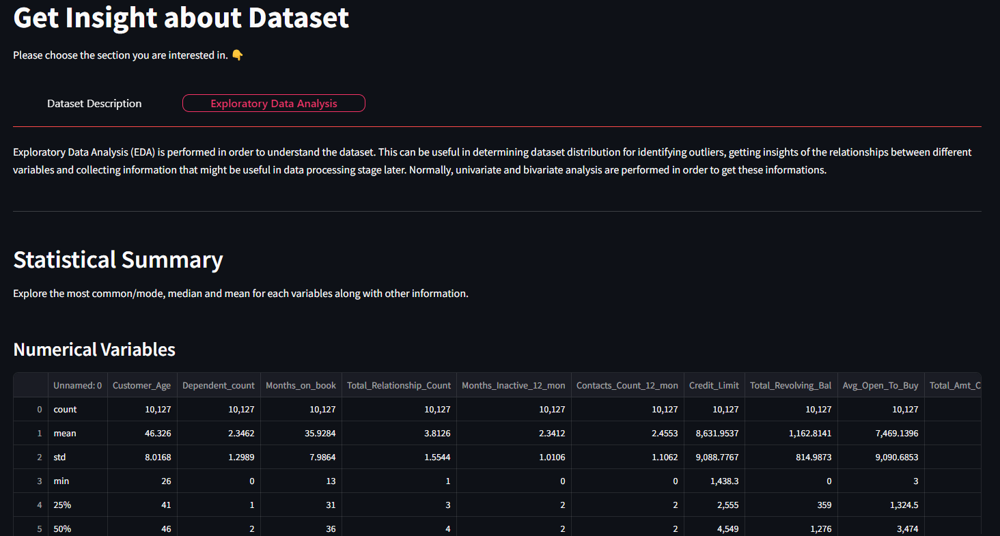 Get Insight about Dataset
Please choose the section you are interested in. 👇
Dataset Description Exploratory Data Analysis
Exploratory Data Analysis (EDA) is performed in order to understand the dataset. This can be useful in determining dataset distribution for identifying outliers, getting insights of the relationships between different
variables and collecting information that might be useful in data processing stage later. Normally, univariate and bivariate analysis are performed in order to get these informations.
Statistical Summary
Explore the most common/mode, median and mean for each variables along with other information.
Numerical Variables
Unnamed: 0 Customer_Age Dependent_count Months_on_book Total_Relationship_Count Months_Inactive_12_mon Contacts_Count_12_mon Credit_Limit Total_Revolving_Bal Avg_Open_To_Buy Total_Amt_C
0 count 10,127 10,127 10,127 10,127 10,127 10,127 10,127 10,127 10,127
1 mean 46.326 2.3462 35.9284 3.8126 2.3412 2.4553 8,631.9537 1,162.8141 7,469.1396
2 std 8.0168 1.2989 7.9864 1.5544 1.0106 1.1062 9,088.7767 814.9873 9,090.6853
3 min 26 0 13 1 0 0 1,438.3 0 3
4 25% 41 1 31 3 2 2 2,555 359 1,324.5
5 50% 46 2 36 4 2 2 4,549 1,276 3,474